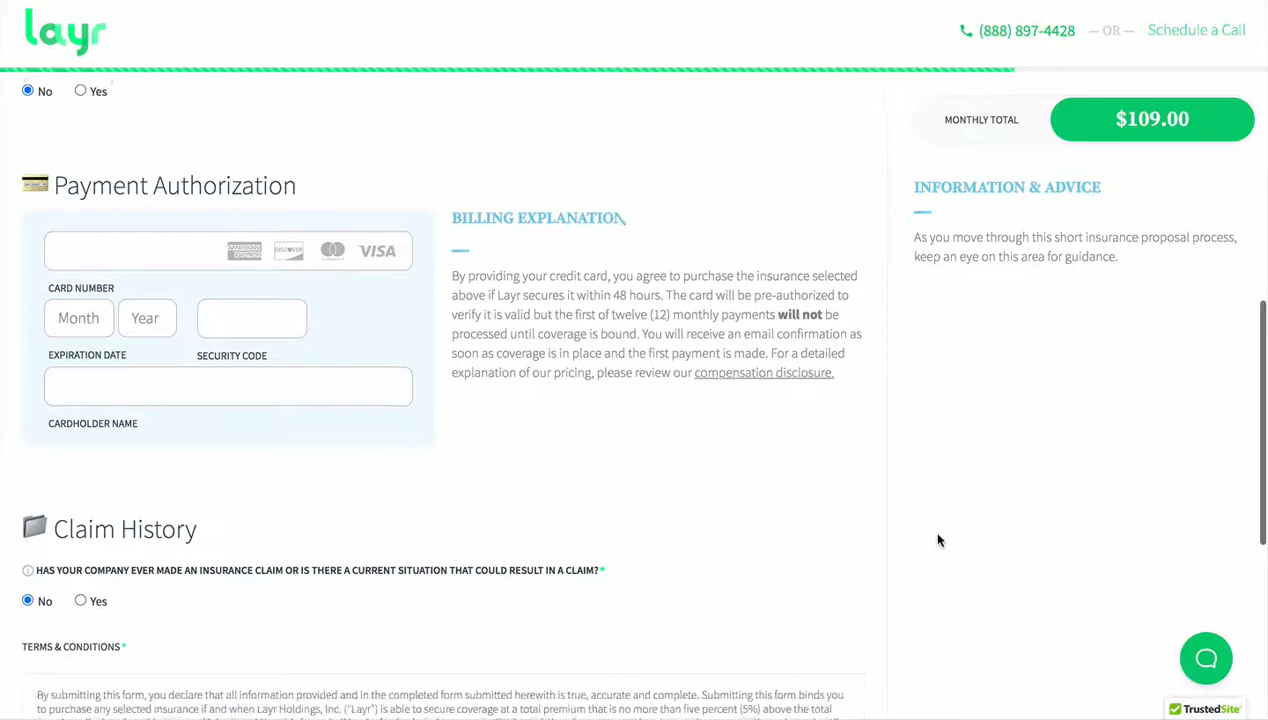 layr
(888) 897-4428 — OR — Schedule a Call
No Yes
MONTHLY TOTAL $109.00
Payment Authorization
AMERICAN EXPRESS DISCOVER VISA
CARD NUMBER
Month Year
EXPIRATION DATE SECURITY CODE
CARDHOLDER NAME
BILLING EXPLANATION
By providing your credit card, you agree to purchase the insurance selected
above if Layr secures it within 48 hours. The card will be pre-authorized to
verify it is valid but the first of twelve (12) monthly payments will not be
processed until coverage is bound. You will receive an email confirmation as
soon as coverage is in place and the first payment is made. For a detailed
explanation of our pricing, please review our compensation disclosure.
INFORMATION & ADVICE
As you move through this short insurance proposal process,
keep an eye on this area for guidance.
Claim History
HAS YOUR COMPANY EVER MADE AN INSURANCE CLAIM OR IS THERE A CURRENT SITUATION THAT COULD RESULT IN A CLAIM?*
No Yes
TERMS & CONDITIONS*
By submitting this form, you declare that all information provided and in the completed form submitted herewith is true, accurate and complete. Submitting this form binds you
to purchase any selected insurance if and when Layr Holdings, Inc. ("Layr") is able to secure coverage at a total premium that is no more than five percent (5%) above the total
TrustedSite